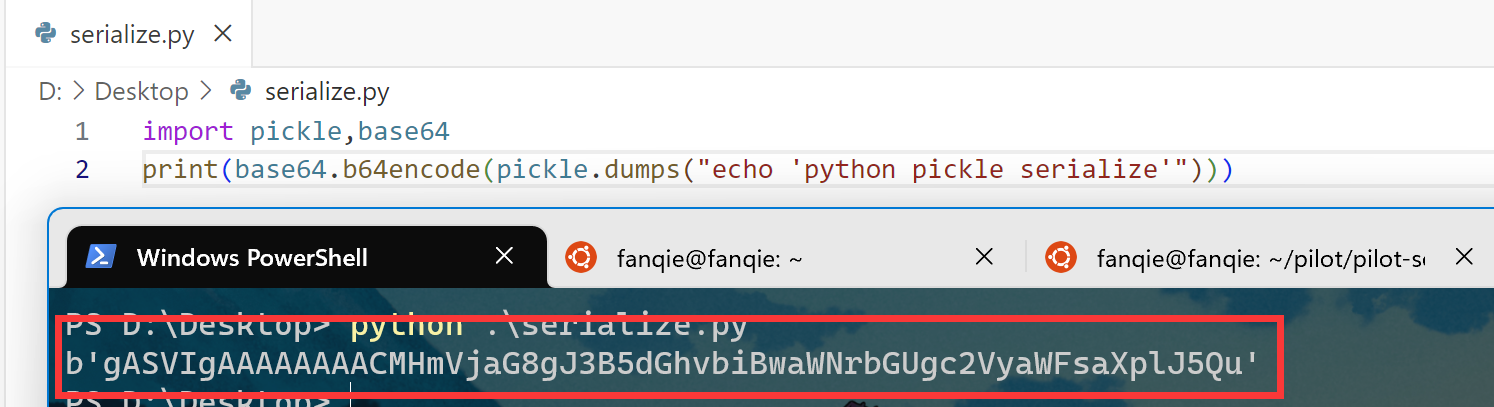 serialize.py
D: > Desktop > serialize.py
1 import pickle,base64
2 print(base64.b64encode(pickle.dumps("echo 'python pickle serialize'")))
Windows PowerShell
fanqie@fanqie: ~
fanqie@fanqie: ~/pilot/pilot-se
PS D:\Desktop> python .\serialize.py
b'gASVIgAAAAAAAACMHmVjaG8gJ3B5dGhvbiBwaWNrbGUgc2VyaWFsaXplJ5Qu'
PS D:\Desktop>